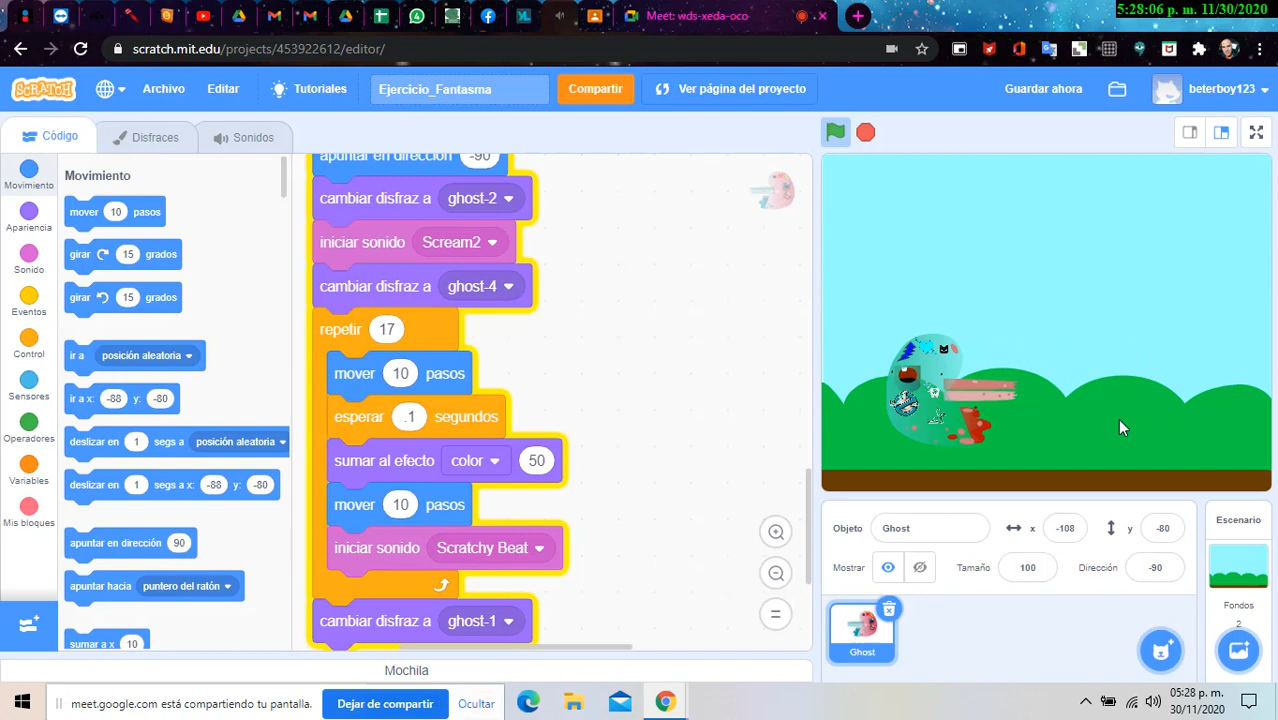 Meet: wds-xeda-oco
5:28:06 p. m. 11/30/2020
scratch.mit.edu/projects/453922612/editor/
SCRATCH
Archivo
Editar
Tutoriales
Ejercicio_Fantasma
Compartir
Ver página del proyecto
Guardar ahora
beterboy123
Código
Disfraces
Sonidos
Movimiento
Apariencia
Sonido
Eventos
Control
Sensores
Operadores
Variables
Mis bloques
Movimiento
mover 10 pasos
girar 15 grados
girar 15 grados
ir a posición aleatoria
ir a x: -88 y: -80
deslizar en 1 segs a posición aleatoria
deslizar en 1 segs a x: -88 y: -80
apuntar en dirección 90
apuntar hacia puntero del ratón
sumar a x 10
apuntar en dirección -90
cambiar disfraz a ghost-2
iniciar sonido Scream2
cambiar disfraz a ghost-4
repetir 17
mover 10 pasos
esperar .1 segundos
sumar al efecto color 50
mover 10 pasos
iniciar sonido Scratchy Beat
cambiar disfraz a ghost-1
Objeto Ghost x -108 y -80
Mostrar Tamaño 100 Dirección -90
Ghost
Escenario
Fondos
2
Mochila
meet.google.com está compartiendo tu pantalla.
Dejar de compartir
Ocultar
05:28 p. m.
30/11/2020